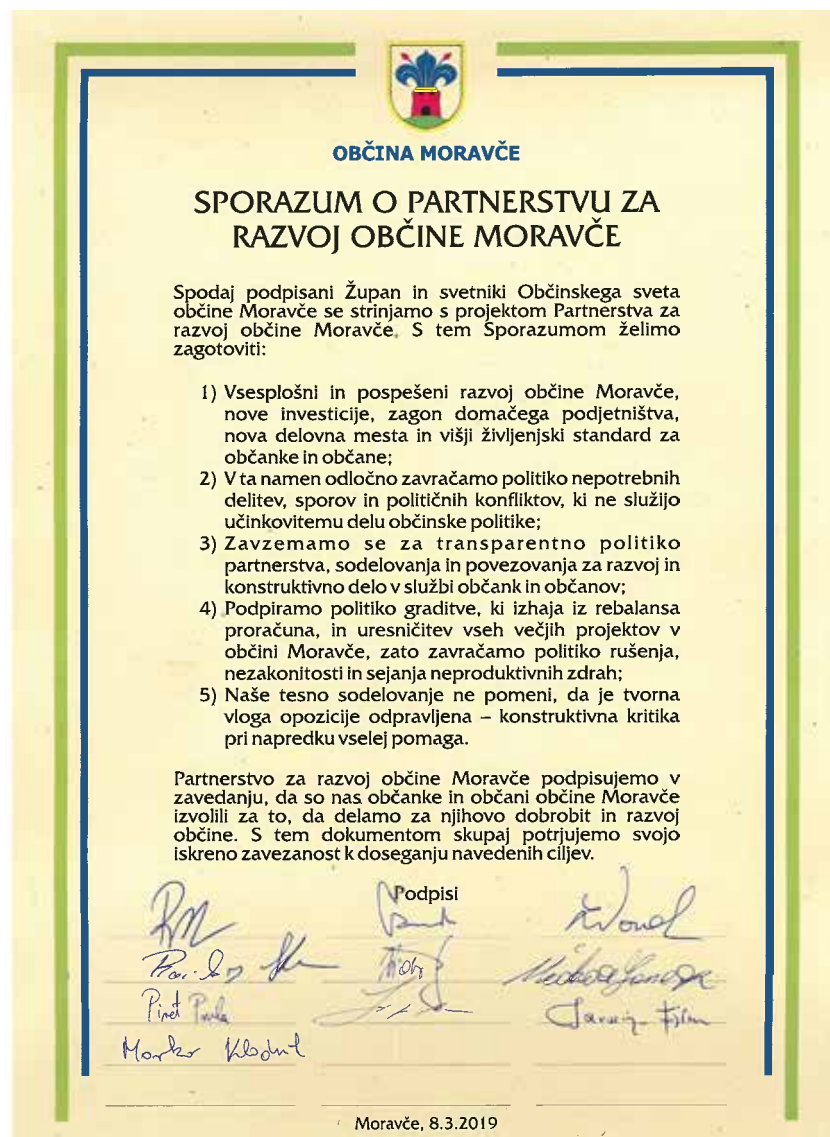 OBČINA MORAVČE
SPORAZUM O PARTNERSTVU ZA
RAZVOJ OBČINE MORAVČE
Spodaj podpisani Župan in svetniki Občinskega sveta
občine Moravče se strinjamo s projektom Partnerstva za
razvoj občine Moravče. S tem Sporazumom želimo
zagotoviti:
1) Vsesplošni in pospešeni razvoj občine Moravče,
nove investicije, zagon domačega podjetništva,
nova delovna mesta in višji življenjski standard za
občanke in občane;
2) V ta namen odločno zavračamo politiko nepotrebnih
delitev, sporov in političnih konfliktov, ki ne služijo
učinkovitemu delu občinske politike;
3) Zavzemamo se za transparentno politiko
partnerstva, sodelovanja in povezovanja za razvoj in
konstruktivno delo v službi občank in občanov;
4) Podpiramo politiko graditve, ki izhaja iz rebalansa
proračuna, in uresničitev vseh večjih projektov v
občini Moravče, zato zavračamo politiko rušenja,
nezakonitosti in sejanja neproduktivnih zdrah;
5) Naše tesno sodelovanje ne pomeni, da je tvorna
vloga opozicije odpravljena – konstruktivna kritika
pri napredku vselej pomaga.
Partnerstvo za razvoj občine Moravče podpisujemo v
zavedanju, da so nas občanke in občani občine Moravče
izvolili za to, da delamo za njihovo dobrobit in razvoj
občine. S tem dokumentom skupaj potrjujemo svojo
iskreno zavezanost k doseganju navedenih ciljev.
Podpisi
Marko
Moravče, 8.3.2019